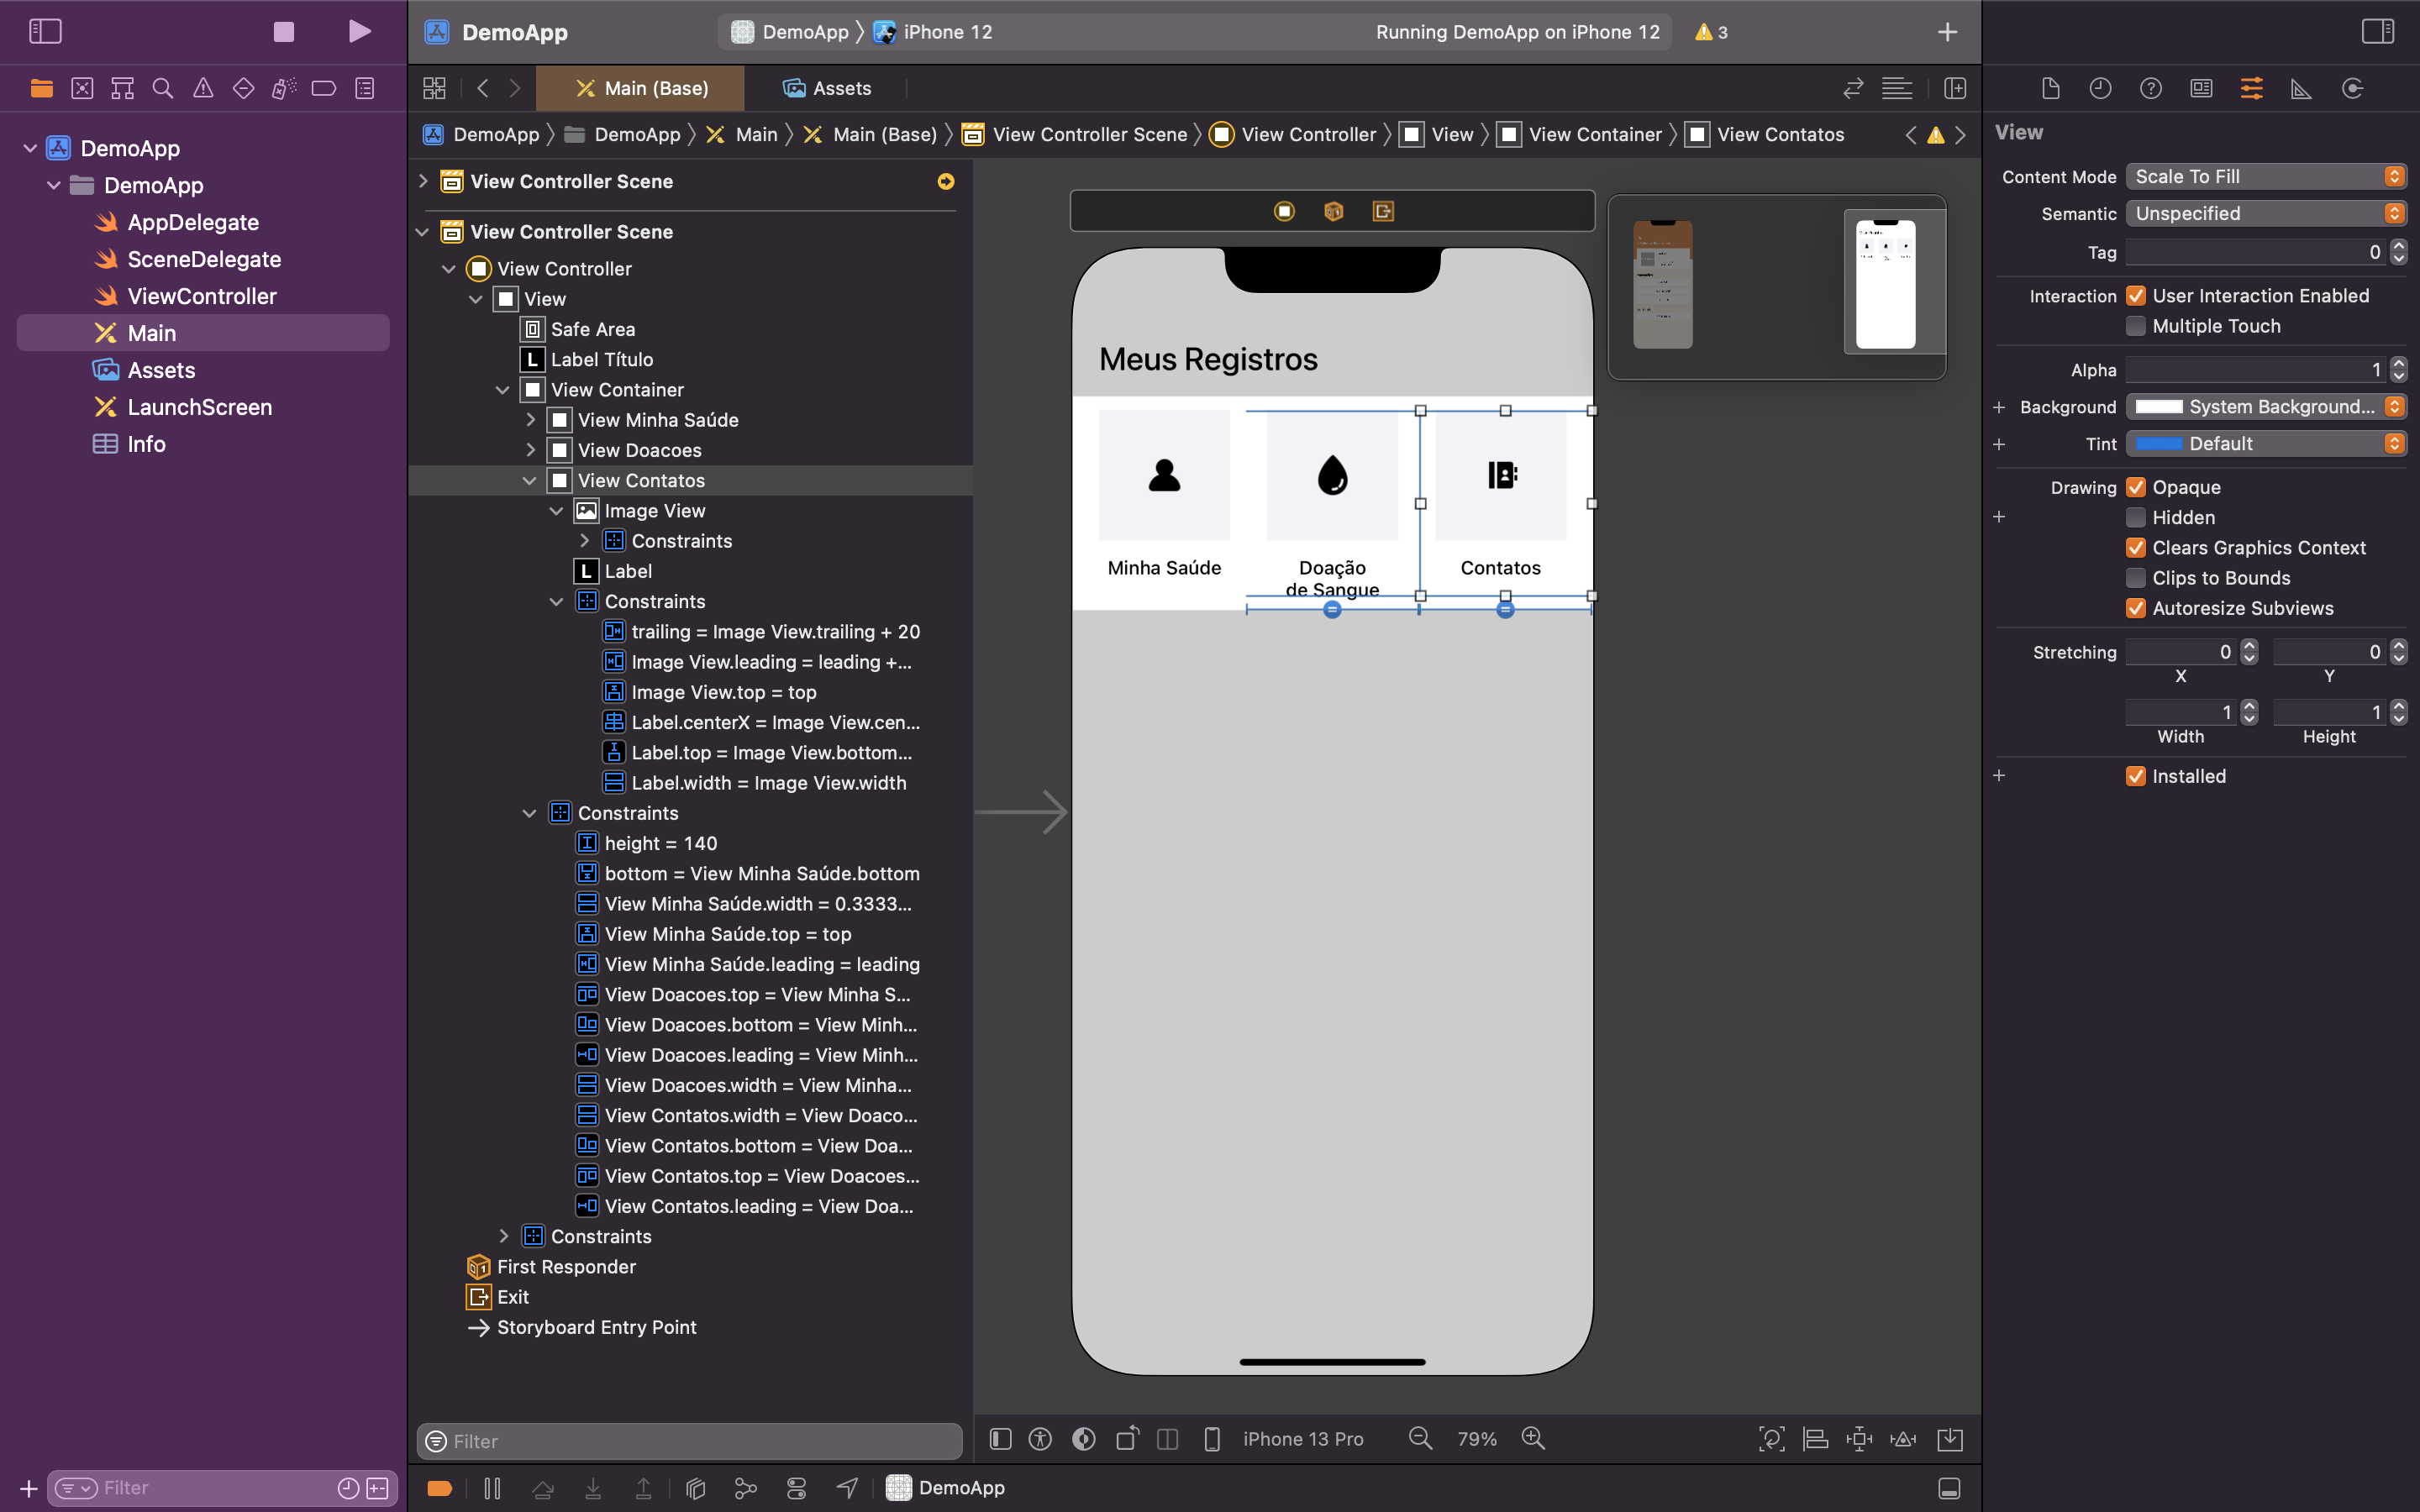 DemoApp
DemoApp
iPhone 12
Running DemoApp on iPhone 12
3
Main (Base)
Assets
DemoApp
DemoApp
Main
Main (Base)
View Controller Scene
View Controller
View
View Container
View Contatos
DemoApp
DemoApp
AppDelegate
SceneDelegate
ViewController
Main
Assets
LaunchScreen
Info
Filter
View Controller Scene
View Controller Scene
View Controller
View
Safe Area
L Label Título
View Container
View Minha Saúde
View Doacoes
View Contatos
Image View
Constraints
L Label
Constraints
trailing = Image View.trailing + 20
Image View.leading = leading +...
Image View.top = top
Label.centerX = Image View.cen...
Label.top = Image View.bottom...
Label.width = Image View.width
Constraints
height = 140
bottom = View Minha Saúde.bottom
View Minha Saúde.width = 0.3333...
View Minha Saúde.top = top
View Minha Saúde.leading = leading
View Doacoes.top = View Minha S...
View Doacoes.bottom = View Minh...
View Doacoes.leading = View Minh...
View Doacoes.width = View Minha...
View Contatos.width = View Doaco...
View Contatos.bottom = View Doa...
View Contatos.top = View Doacoes...
View Contatos.leading = View Doa...
Constraints
First Responder
Exit
Storyboard Entry Point
Filter
Meus Registros
Minha Saúde
Doação
de Sangue
Contatos
iPhone 13 Pro
79%
DemoApp
View
Content Mode Scale To Fill
Semantic Unspecified
Tag 0
Interaction User Interaction Enabled
Multiple Touch
Alpha 1
Background System Background...
Tint Default
Drawing Opaque
Hidden
Clears Graphics Context
Clips to Bounds
Autoresize Subviews
Stretching 0 0
X Y
1 1
Width Height
Installed